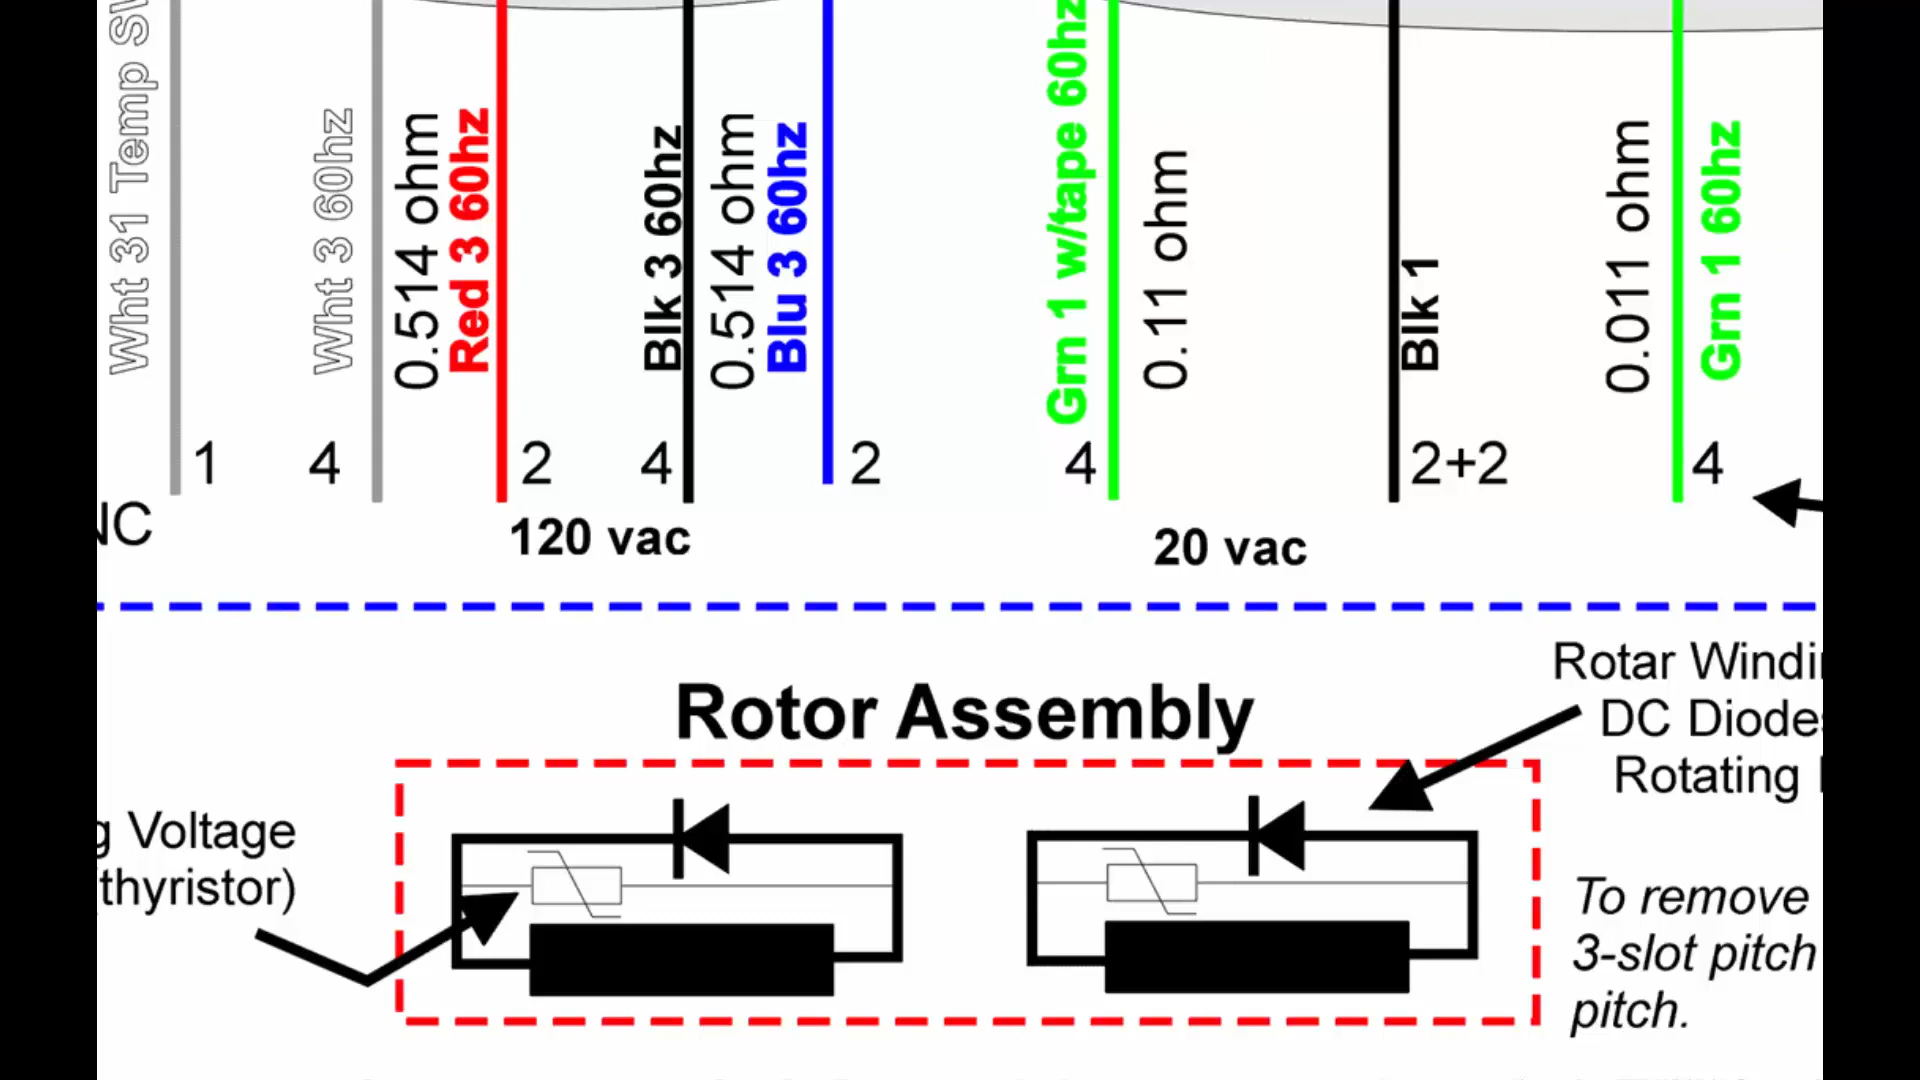 Wht 31 Temp
Wht 3 60hz
0.514 ohm
Red 3 60hz
Blk 3 60hz
0.514 ohm
Blu 3 60hz
Grn 1 w/tape 60hz
0.11 ohm
Blk 1
0.011 ohm
Grn 1 60hz
1 4 2 4 2 4 2+2 4
NC
120 vac
20 vac
Rotar
DC
Rotating
Rotor Assembly
Voltage
(thyristor)
To remove
3-slot pitch
pitch.